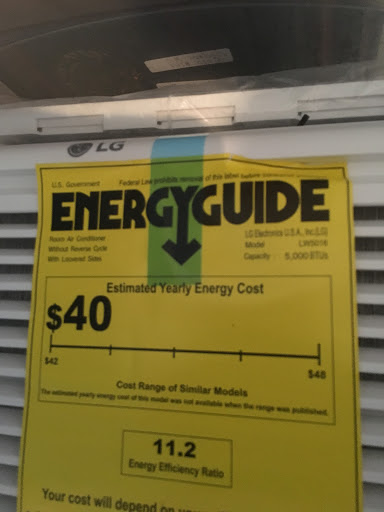 LG
U.S. Government Federal Law prohibits removal of this label before consumer
ENERGYGUIDE
Room Air Conditioner
Without Reverse Cycle
With Louvered Sides
LG Electronics U.S.A., Inc.(LG)
Model LW5016
Capacity : 5,000 BTUs
Estimated Yearly Energy Cost
$40
$42
$48
Cost Range of Similar Models
The estimated yearly energy cost of this model was not available when the range was published.
11.2
Energy Efficiency Ratio
Your cost will depend on